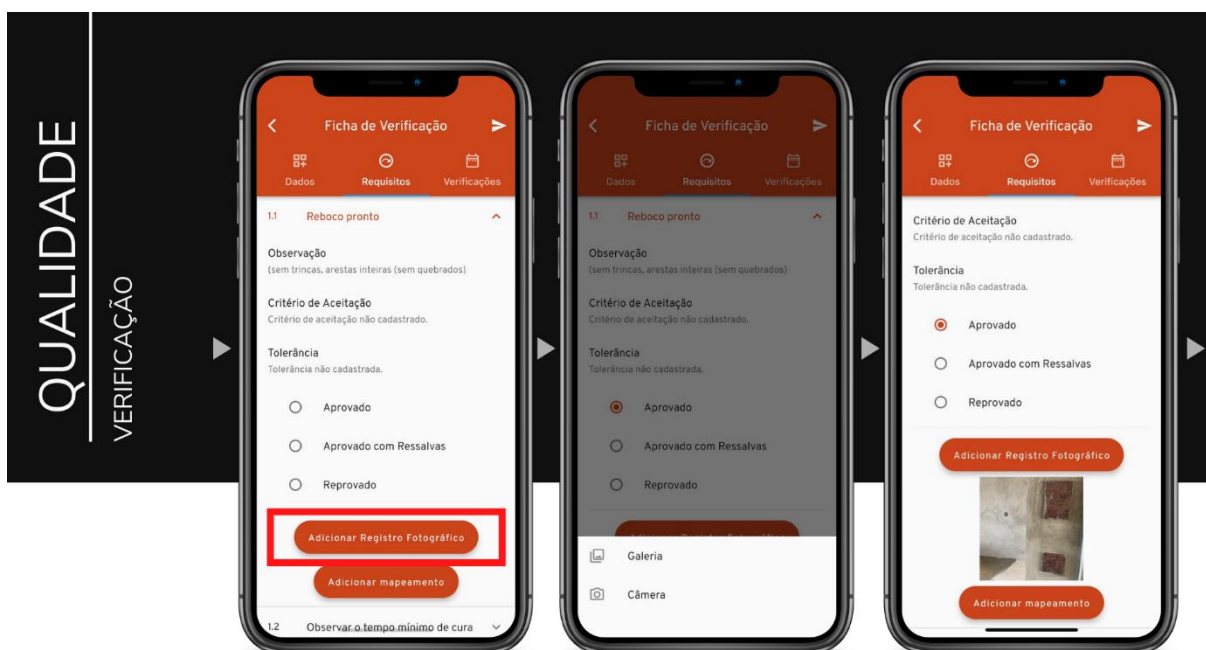 QUALIDADE
VERIFICAÇÃO
Ficha de Verificação
Dados Requisitos Verificações
1.1 Reboco pronto
Observação
(sem trincas, arestas inteiras (sem quebrados)
Critério de Aceitação
Critério de aceitação não cadastrado.
Tolerância
Tolerância não cadastrada.
Aprovado
Aprovado com Ressalvas
Reprovado
Adicionar Registro Fotográfico
Adicionar mapeamento
1.2 Observar o tempo mínimo de cura
Ficha de Verificação
Dados Requisitos Verificações
1.1 Reboco pronto
Observação
(sem trincas, arestas inteiras (sem quebrados)
Critério de Aceitação
Critério de aceitação não cadastrado.
Tolerância
Tolerância não cadastrada.
Aprovado
Aprovado com Ressalvas
Reprovado
Galeria
Câmera
Ficha de Verificação
Dados Requisitos Verificações
Critério de Aceitação
Critério de aceitação não cadastrado.
Tolerância
Tolerância não cadastrada.
Aprovado
Aprovado com Ressalvas
Reprovado
Adicionar Registro Fotográfico
Adicionar mapeamento